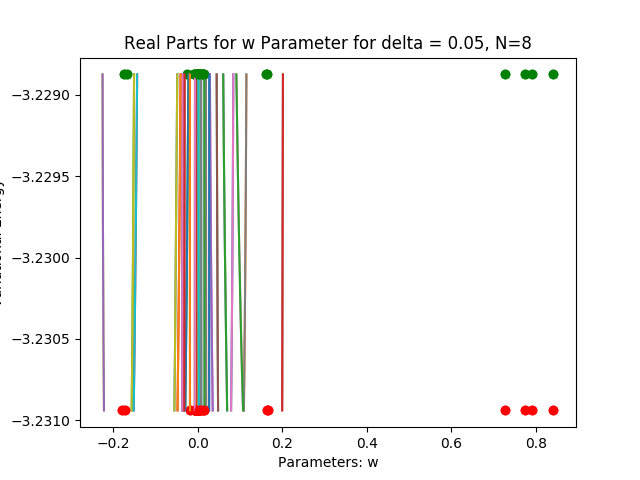 Real Parts for w Parameter for delta = 0.05, N=8
−3.2290
−3.2295
−3.2300
−3.2305
−3.2310
−0.2 0.0 0.2 0.4 0.6 0.8
Parameters: w